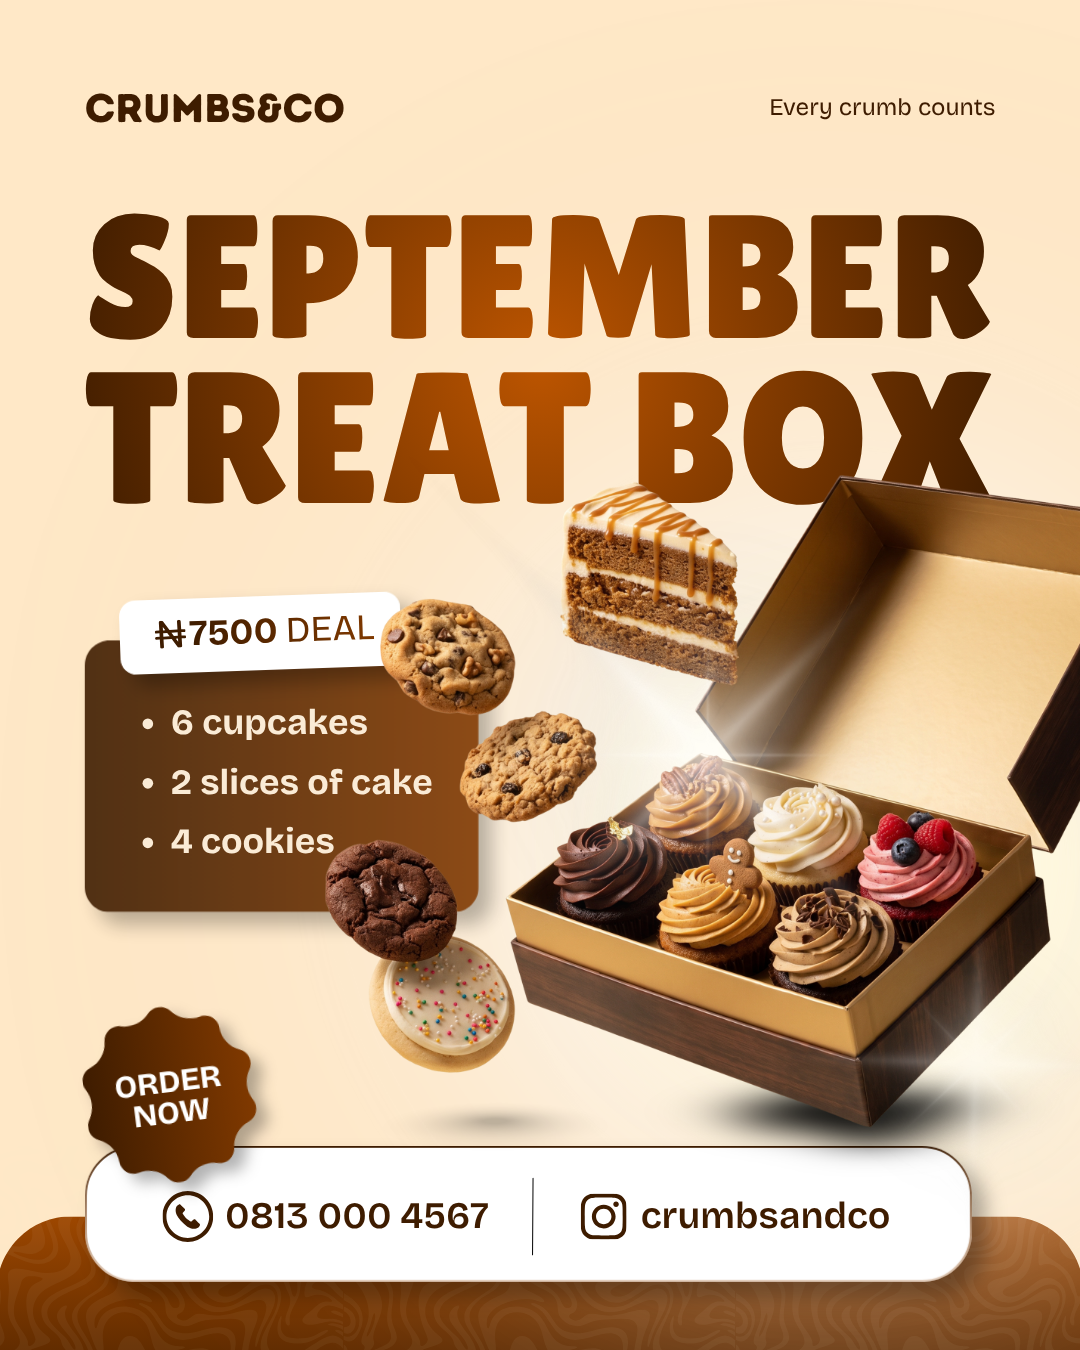 CRUMBS&CO
Every crumb counts
SEPTEMBER
TREAT BOX
₦7500 DEAL
• 6 cupcakes
• 2 slices of cake
• 4 cookies
ORDER
NOW
0813 000 4567
crumbsandco